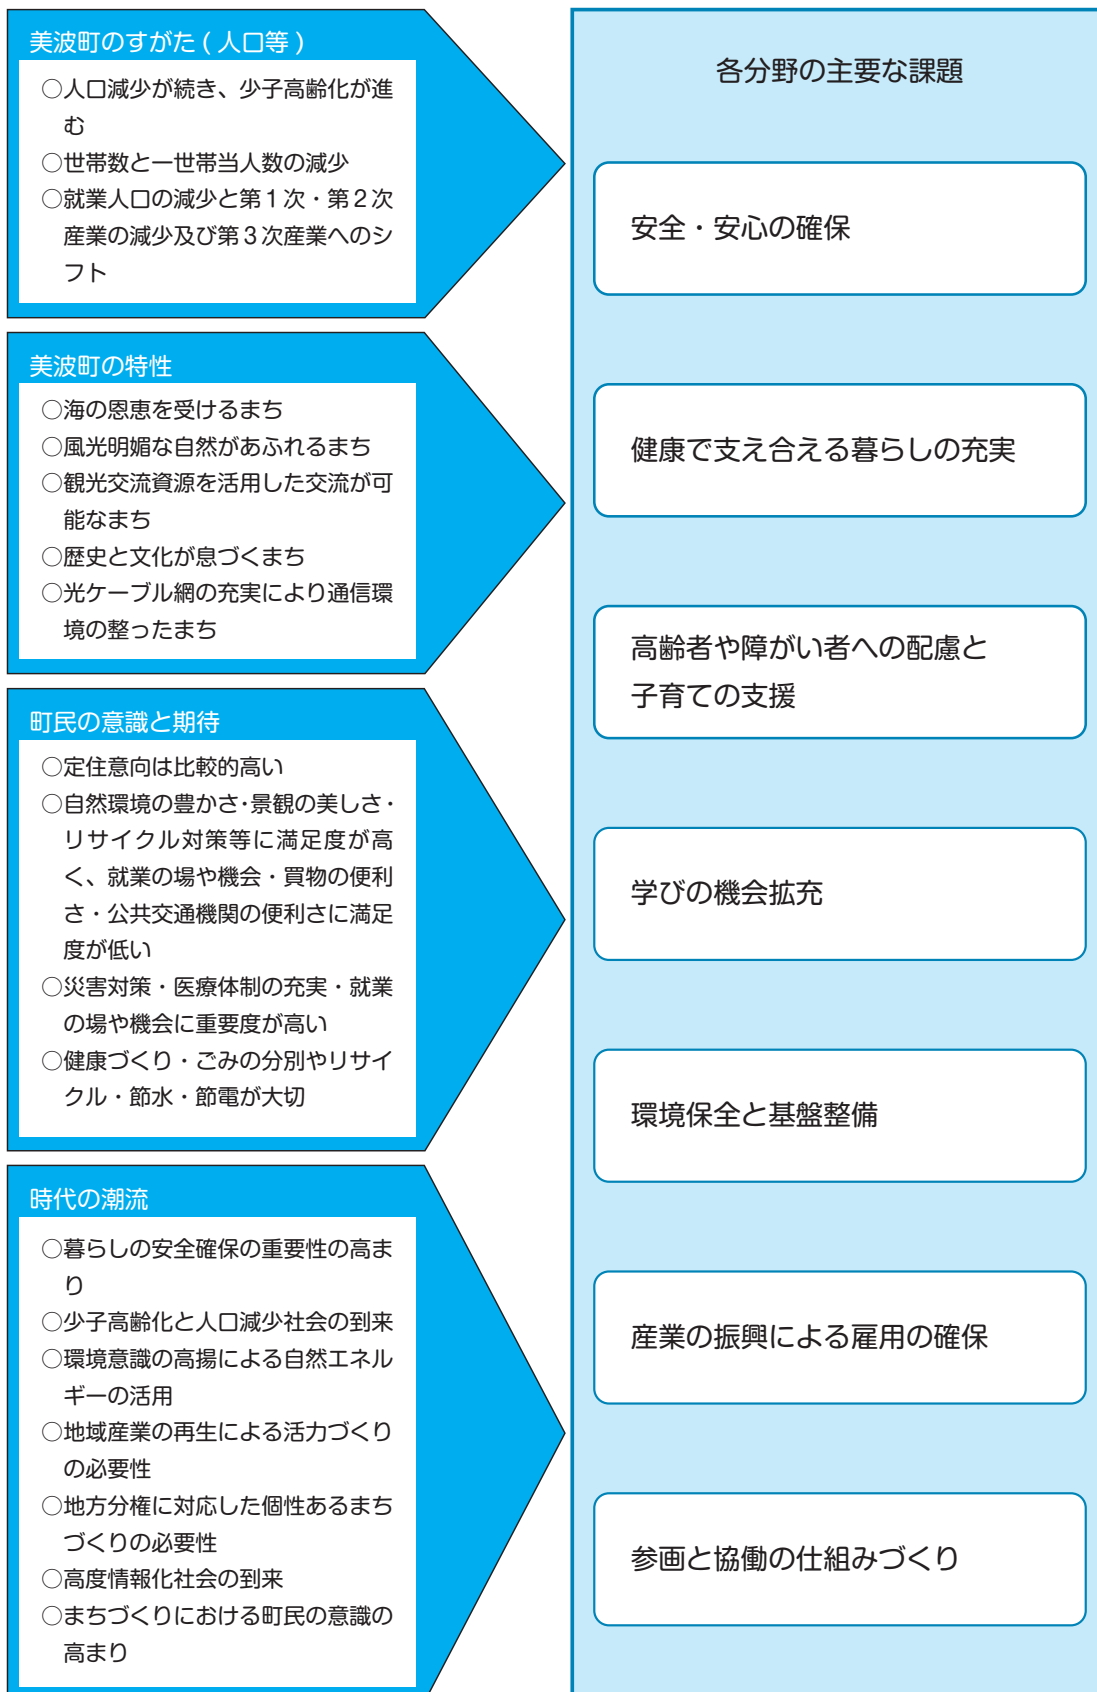 美波町のすがた ( 人口等 )
○人口減少が続き、少子高齢化が進
む
○世帯数と一世帯当人数の減少
○就業人口の減少と第1次・第2次
産業の減少及び第3次産業へのシ
フト
美波町の特性
○海の恩恵を受けるまち
○風光明媚な自然があふれるまち
○観光交流資源を活用した交流が可
能なまち
○歴史と文化が息づくまち
○光ケーブル網の充実により通信環
境の整ったまち
町民の意識と期待
○定住意向は比較的高い
○自然環境の豊かさ・景観の美しさ・
リサイクル対策等に満足度が高
く、就業の場や機会・買物の便利
さ・公共交通機関の便利さに満足
度が低い
○災害対策・医療体制の充実・就業
の場や機会に重要度が高い
○健康づくり・ごみの分別やリサイ
クル・節水・節電が大切
時代の潮流
○暮らしの安全確保の重要性の高ま
り
○少子高齢化と人口減少社会の到来
○環境意識の高揚による自然エネル
ギーの活用
○地域産業の再生による活力づくり
の必要性
○地方分権に対応した個性あるまち
づくりの必要性
○高度情報化社会の到来
○まちづくりにおける町民の意識の
高まり
各分野の主要な課題
安全・安心の確保
健康で支え合える暮らしの充実
高齢者や障がい者への配慮と
子育ての支援
学びの機会拡充
環境保全と基盤整備
産業の振興による雇用の確保
参画と協働の仕組みづくり